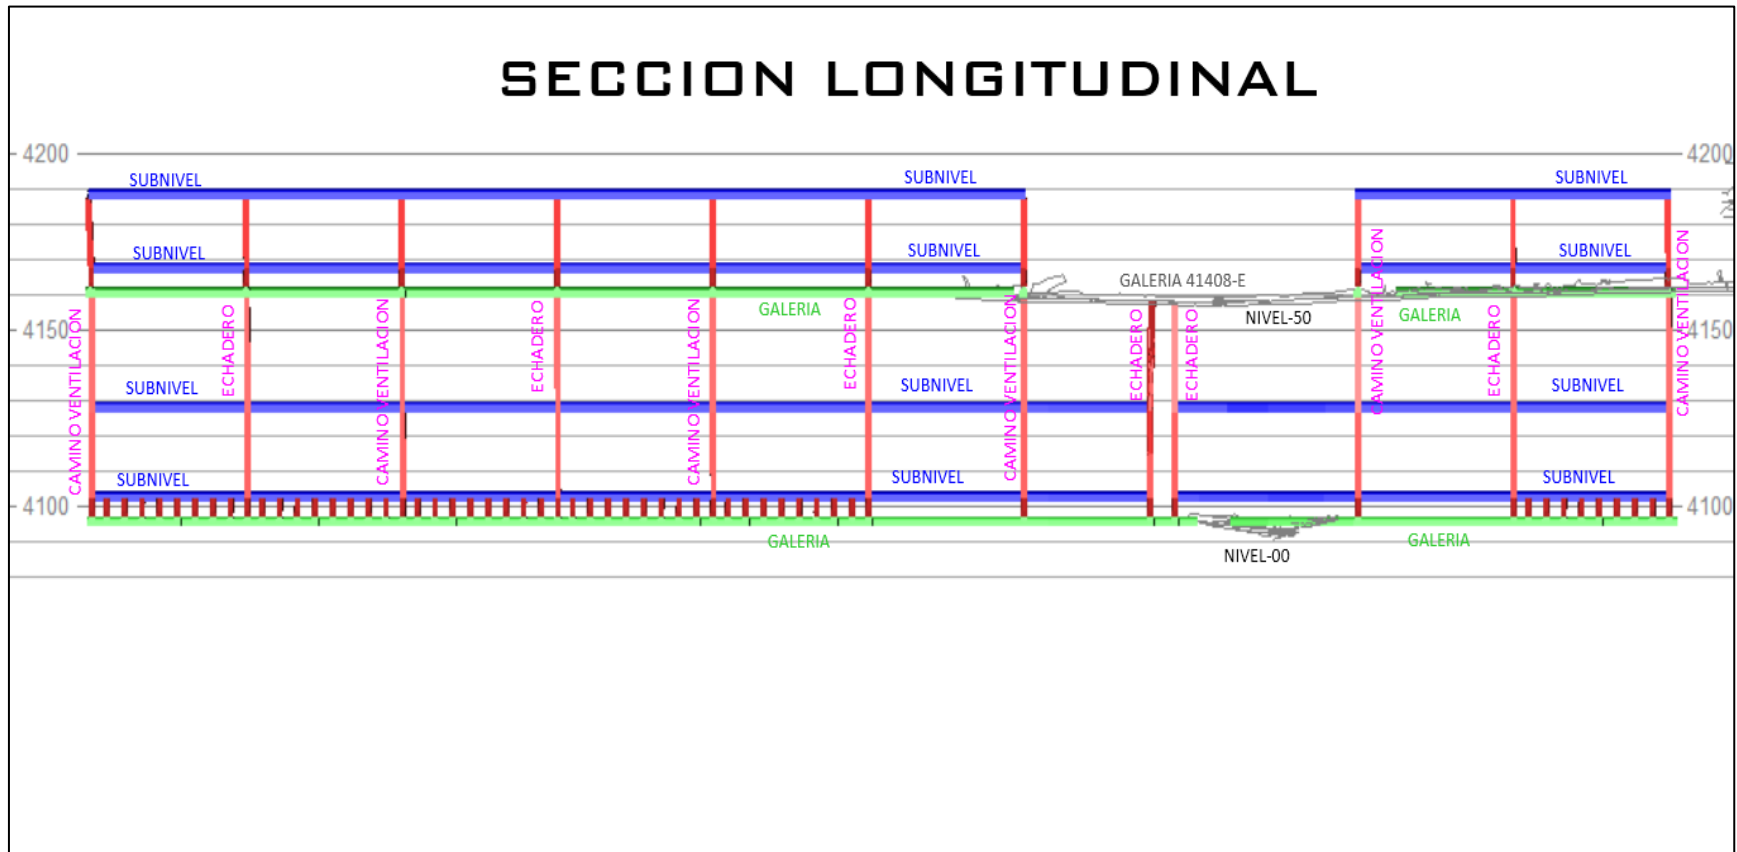 SECCION LONGITUDINAL
4200
4200
SUBNIVEL
SUBNIVEL
SUBNIVEL
SUBNIVEL
SUBNIVEL
SUBNIVEL
GALERIA 41408-E
GALERIA
NIVEL-50
GALERIA
4150
4150
CAMINO VENTILACION
ECHADERO
CAMINO VENTILACION
ECHADERO
CAMINO VENTILACION
ECHADERO
CAMINO VENTILACION
ECHADERO
ECHADERO
CAMINO VENTILACION
ECHADERO
CAMINO VENTILACION
SUBNIVEL
SUBNIVEL
SUBNIVEL
SUBNIVEL
SUBNIVEL
SUBNIVEL
4100
4100
GALERIA
NIVEL-00
GALERIA